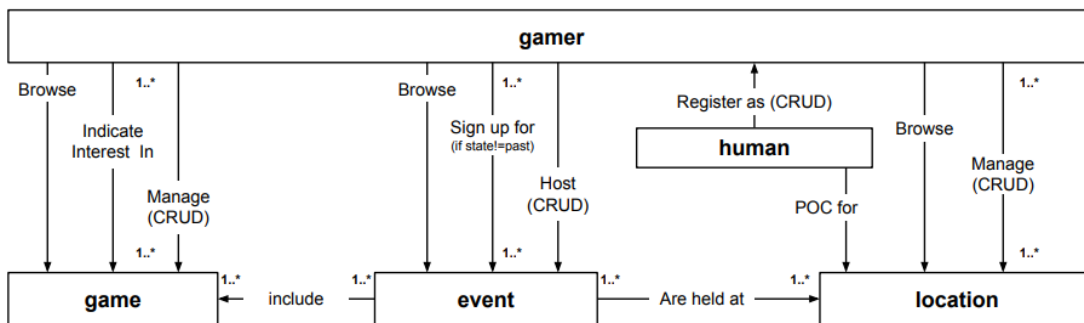 gamer
Browse
1..*
Indicate
Interest In
Manage
(CRUD)
1..*
Browse
1..*
Sign up for
(if state!=past)
Host
(CRUD)
1..*
Register as (CRUD)
human
POC for
Browse
1..*
Manage
(CRUD)
1..*
game
1..*
include
1..*
event
1..*
Are held at
1..*
location